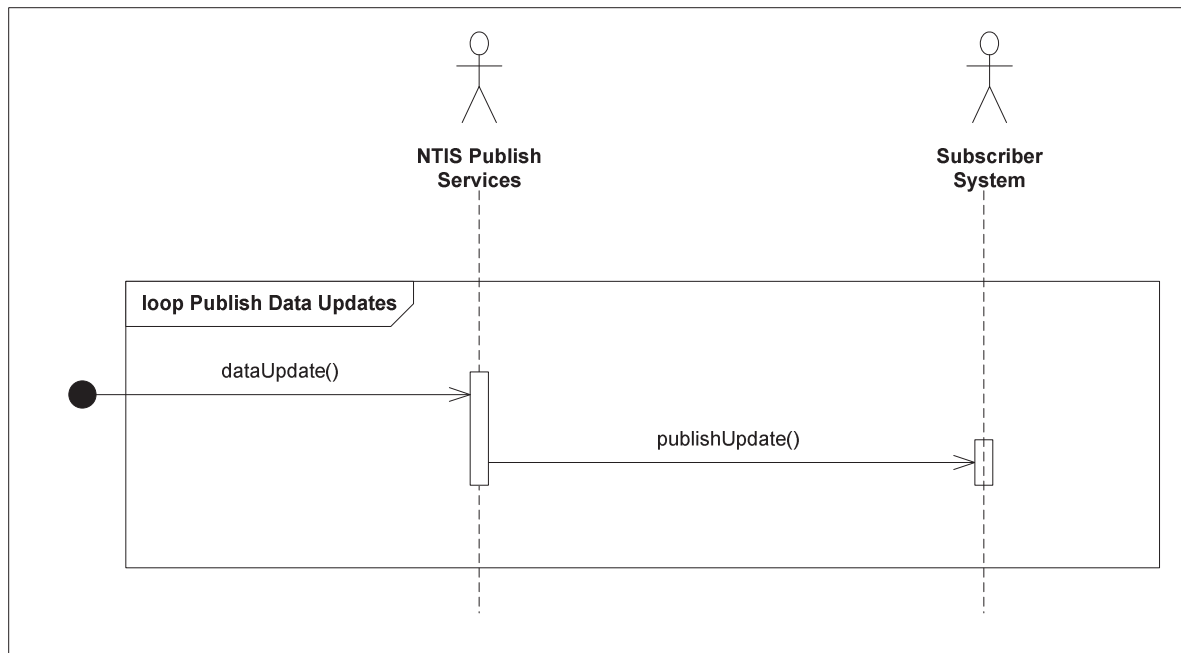 NTIS Publish
Services
Subscriber
System
loop Publish Data Updates
dataUpdate()
publishUpdate()